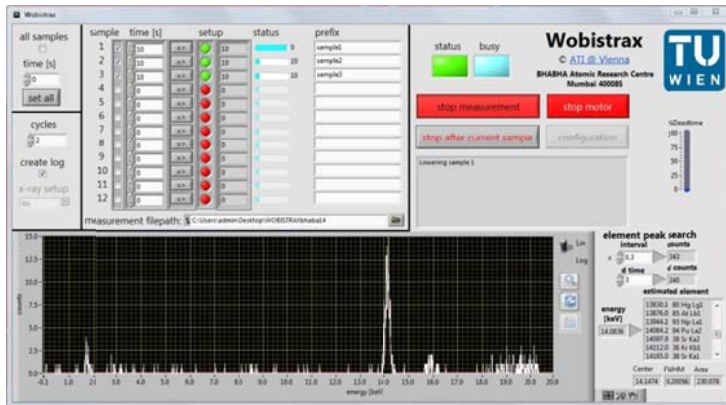 Wobistrax
all samples
time [s]
0
set all
cycles
2
create log
x-ray setup
sample time [s] setup status prefix
1 10 10 0 sample1
2 10 10 10 sample2
3 10 10 10 sample3
4 0 0
5 0 0
6 0 0
7 0 0
8 0 0
9 0 0
10 0 0
11 0 0
12 0 0
measurement filepath: C:\Users\admin\Desktop\WOBISTRAX\bhaba14
status busy
Wobistrax
© ATI @ Vienna
BHABHA Atomic Research Centre
Mumbai 400085
TU
WIEN
stop measurement stop motor
stop after current sample configuration
Lowering sample 1
%Deadtime
100
75
50
25
0
15.0
12.5
10.0
7.5
5.0
2.5
0.0
counts
-0.1 1.0 2.1 3.0 4.0 5.0 6.0 7.0 8.0 9.0 10.0 11.0 12.0 13.0 14.0 15.0 16.0 17.0 18.0 19.0 20.0
energy [keV]
Lin
Log
element peak search
interval counts
± 0.3 163
d time d counts
3 240
estimated element
energy
[keV]
14.0836
13830.1 80 Hg Lg1
13876.0 85 At Lb1
13944.1 93 Np La1
14084.2 94 Pu La2
14097.9 38 Sr Ka2
14112.0 36 Kr Kb1
14165.0 38 Sr Ka1
Center FWHM Area
14.1474 0.20056 230.078